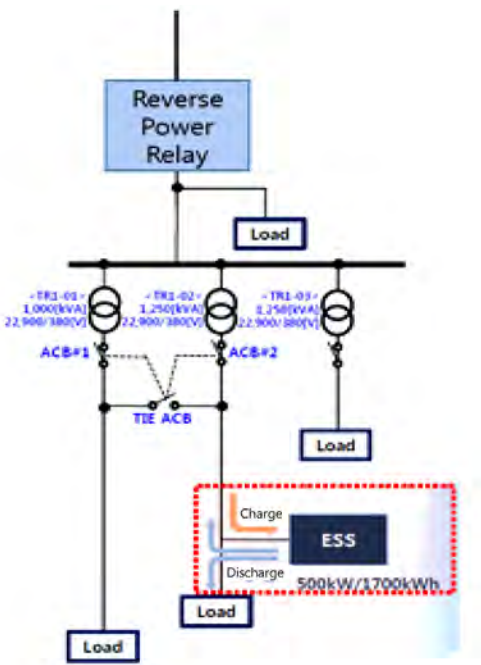 Reverse
Power
Relay
Load
<TR1-01>
1,000[kVA]
22,900/380[V]
<TR1-02>
1,250[kVA]
22,900/380[V]
<TR1-03>
1,250[kVA]
22,900/380[V]
ACB#1
ACB#2
TIE ACB
Load
Charge
ESS
Discharge
500kW/1700kWh
Load
Load